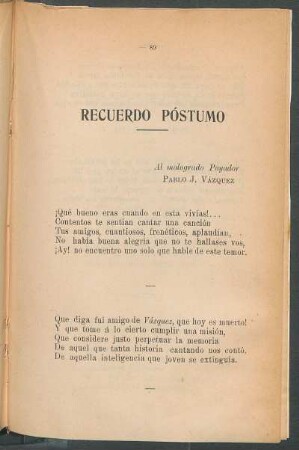 — 89 —
RECUERDO PÓSTUMO
Al malogrado Payador
PABLO J. VÁZQUEZ
¡Qué bueno eras cuando en esta vivías!...
Contentos te sentían cantar una canción
Tus amigos, cuantiosos, frenéticos, aplaudían,
No había buena alegría que no te hallases vos,
¡Ay! no encuentro uno solo que hable de este temor.
Que diga fuí amigo de Vázquez, que hoy es muerto!
Y que tome á lo cierto cumplir una misión,
Que considere justo perpetuar la memoria
De aquel que tanta historia cantando nos contó.
De aquella inteligencia que joven se extinguía.